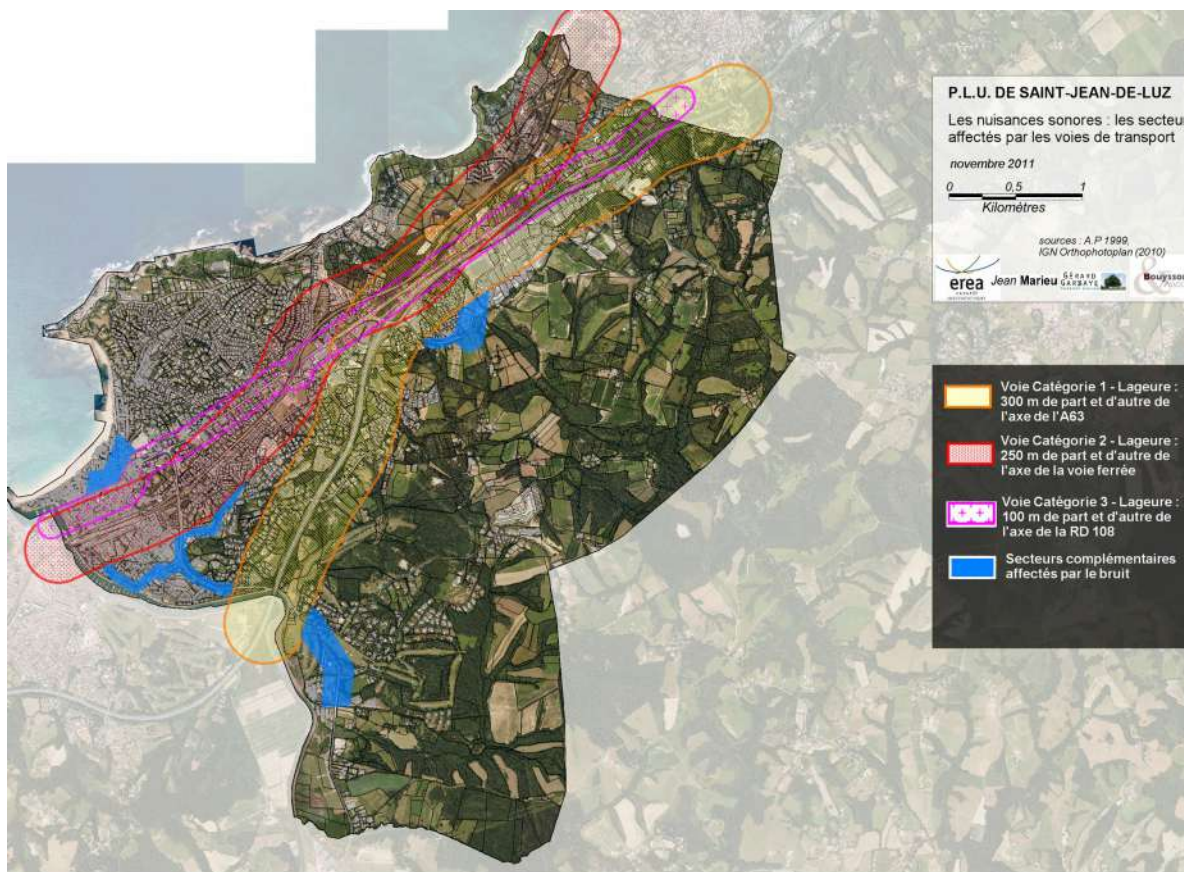 P.L.U. DE SAINT-JEAN-DE-LUZ
Les nuisances sonores : les secteur
affectés par les voies de transport
novembre 2011
0 0,5 1
Kilomètres
sources : A.P 1999,
IGN Orthophotoplan (2010)
erea Jean Marieu GÉRARD GARBAYE & Bouyssou
Voie Catégorie 1 - Lageure :
300 m de part et d'autre de
l'axe de l'A63
Voie Catégorie 2 - Lageure :
250 m de part et d'autre de
l'axe de la voie ferrée
Voie Catégorie 3 - Lageure :
100 m de part et d'autre de
l'axe de la RD 108
Secteurs complémentaires
affectés par le bruit